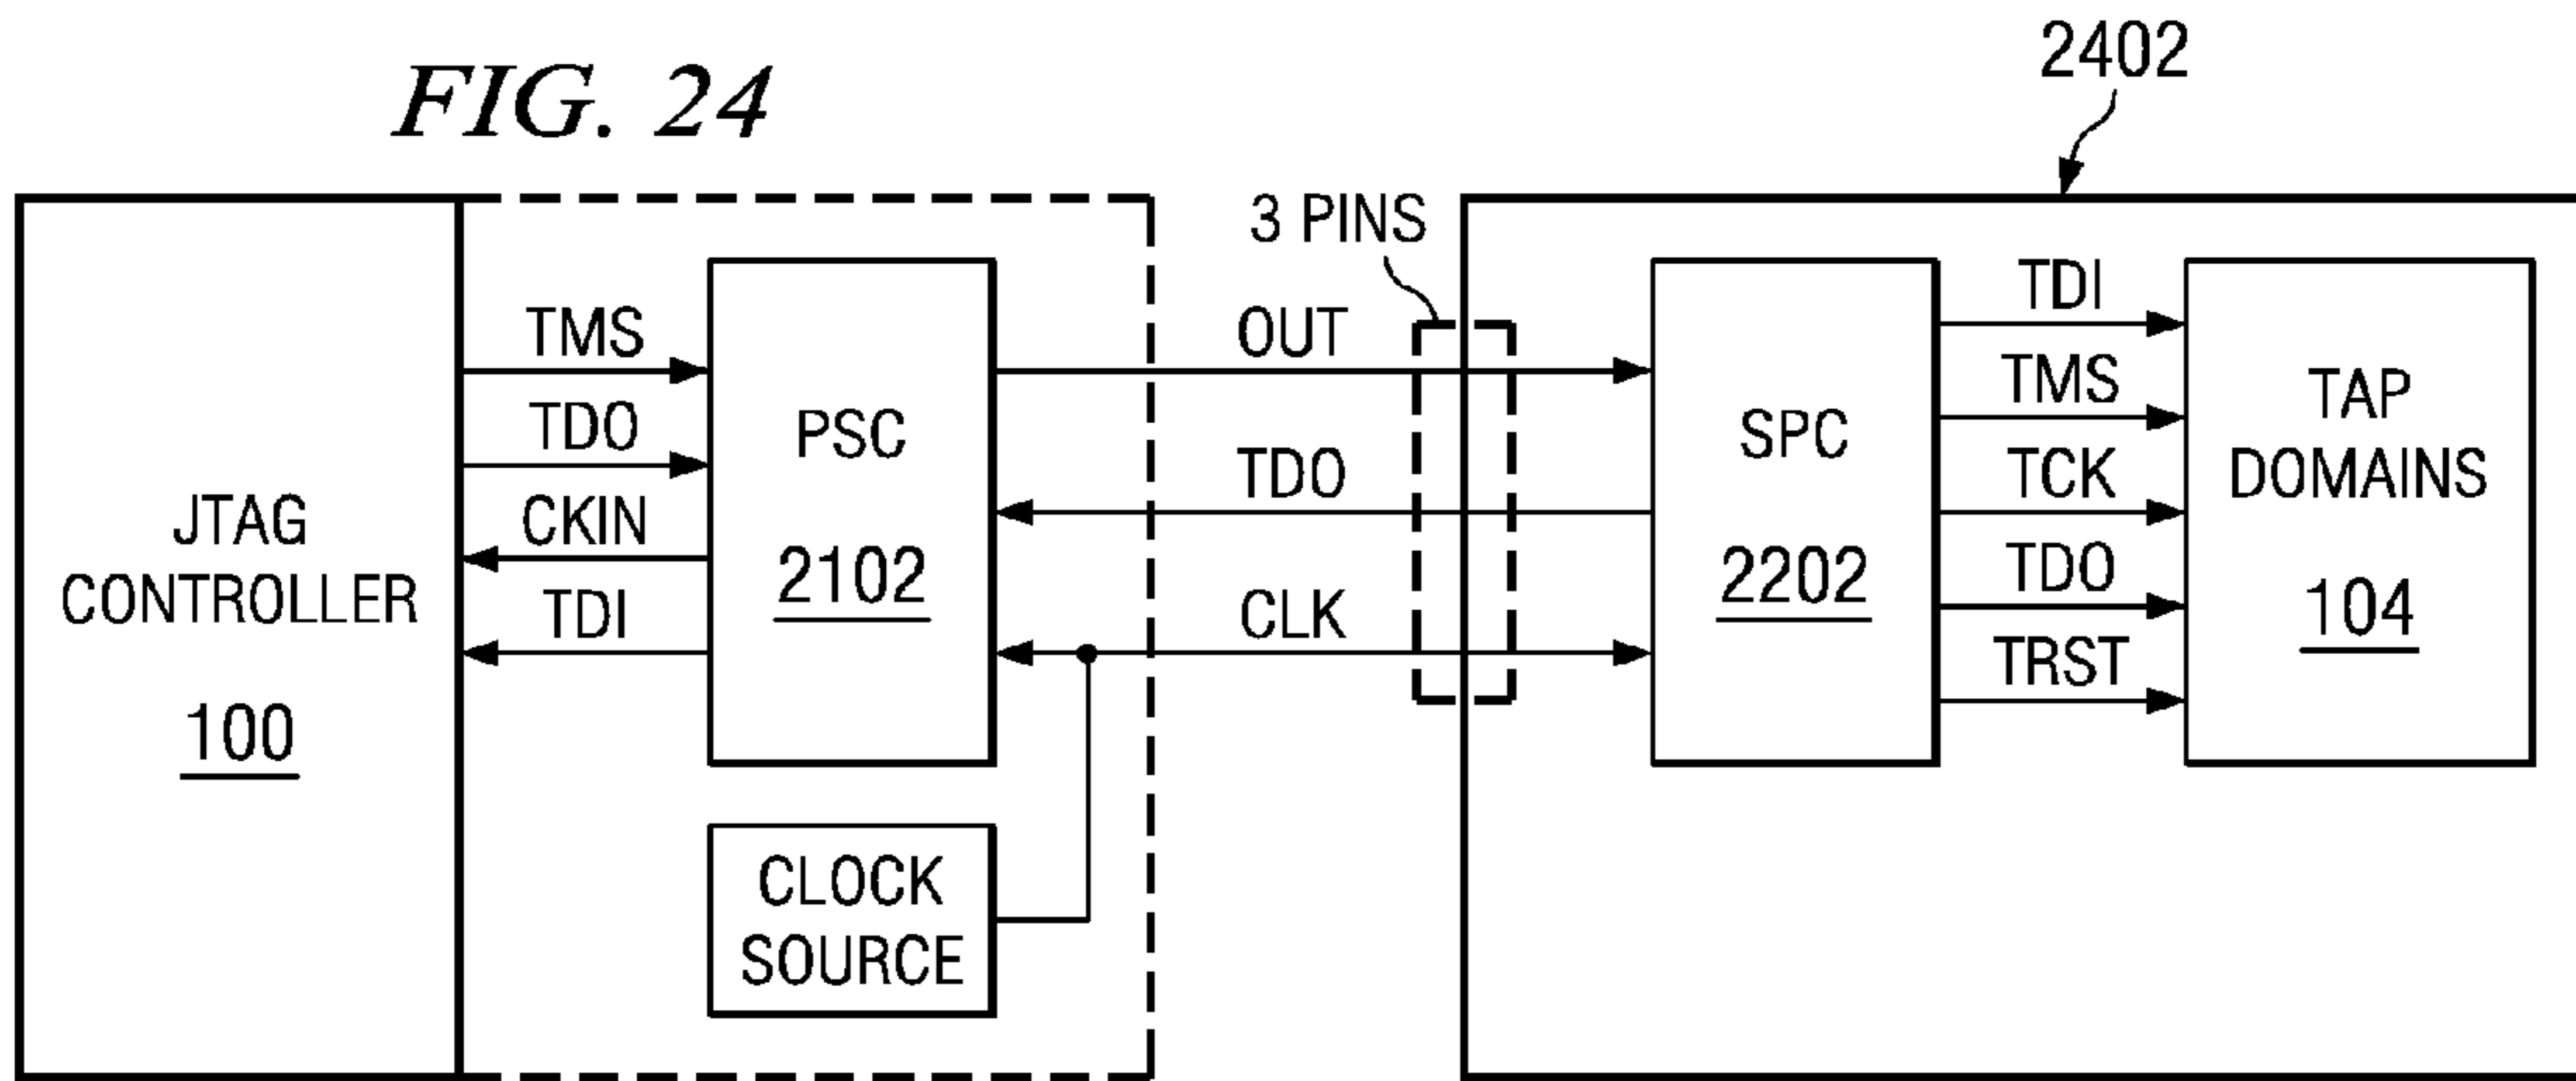 FIG. 24
2402
3 PINS
JTAG
CONTROLLER
100
TMS
TDO
CKIN
TDI
PSC
2102
CLOCK
SOURCE
OUT
TDO
CLK
SPC
2202
TDI
TMS
TCK
TDO
TRST
TAP
DOMAINS
104